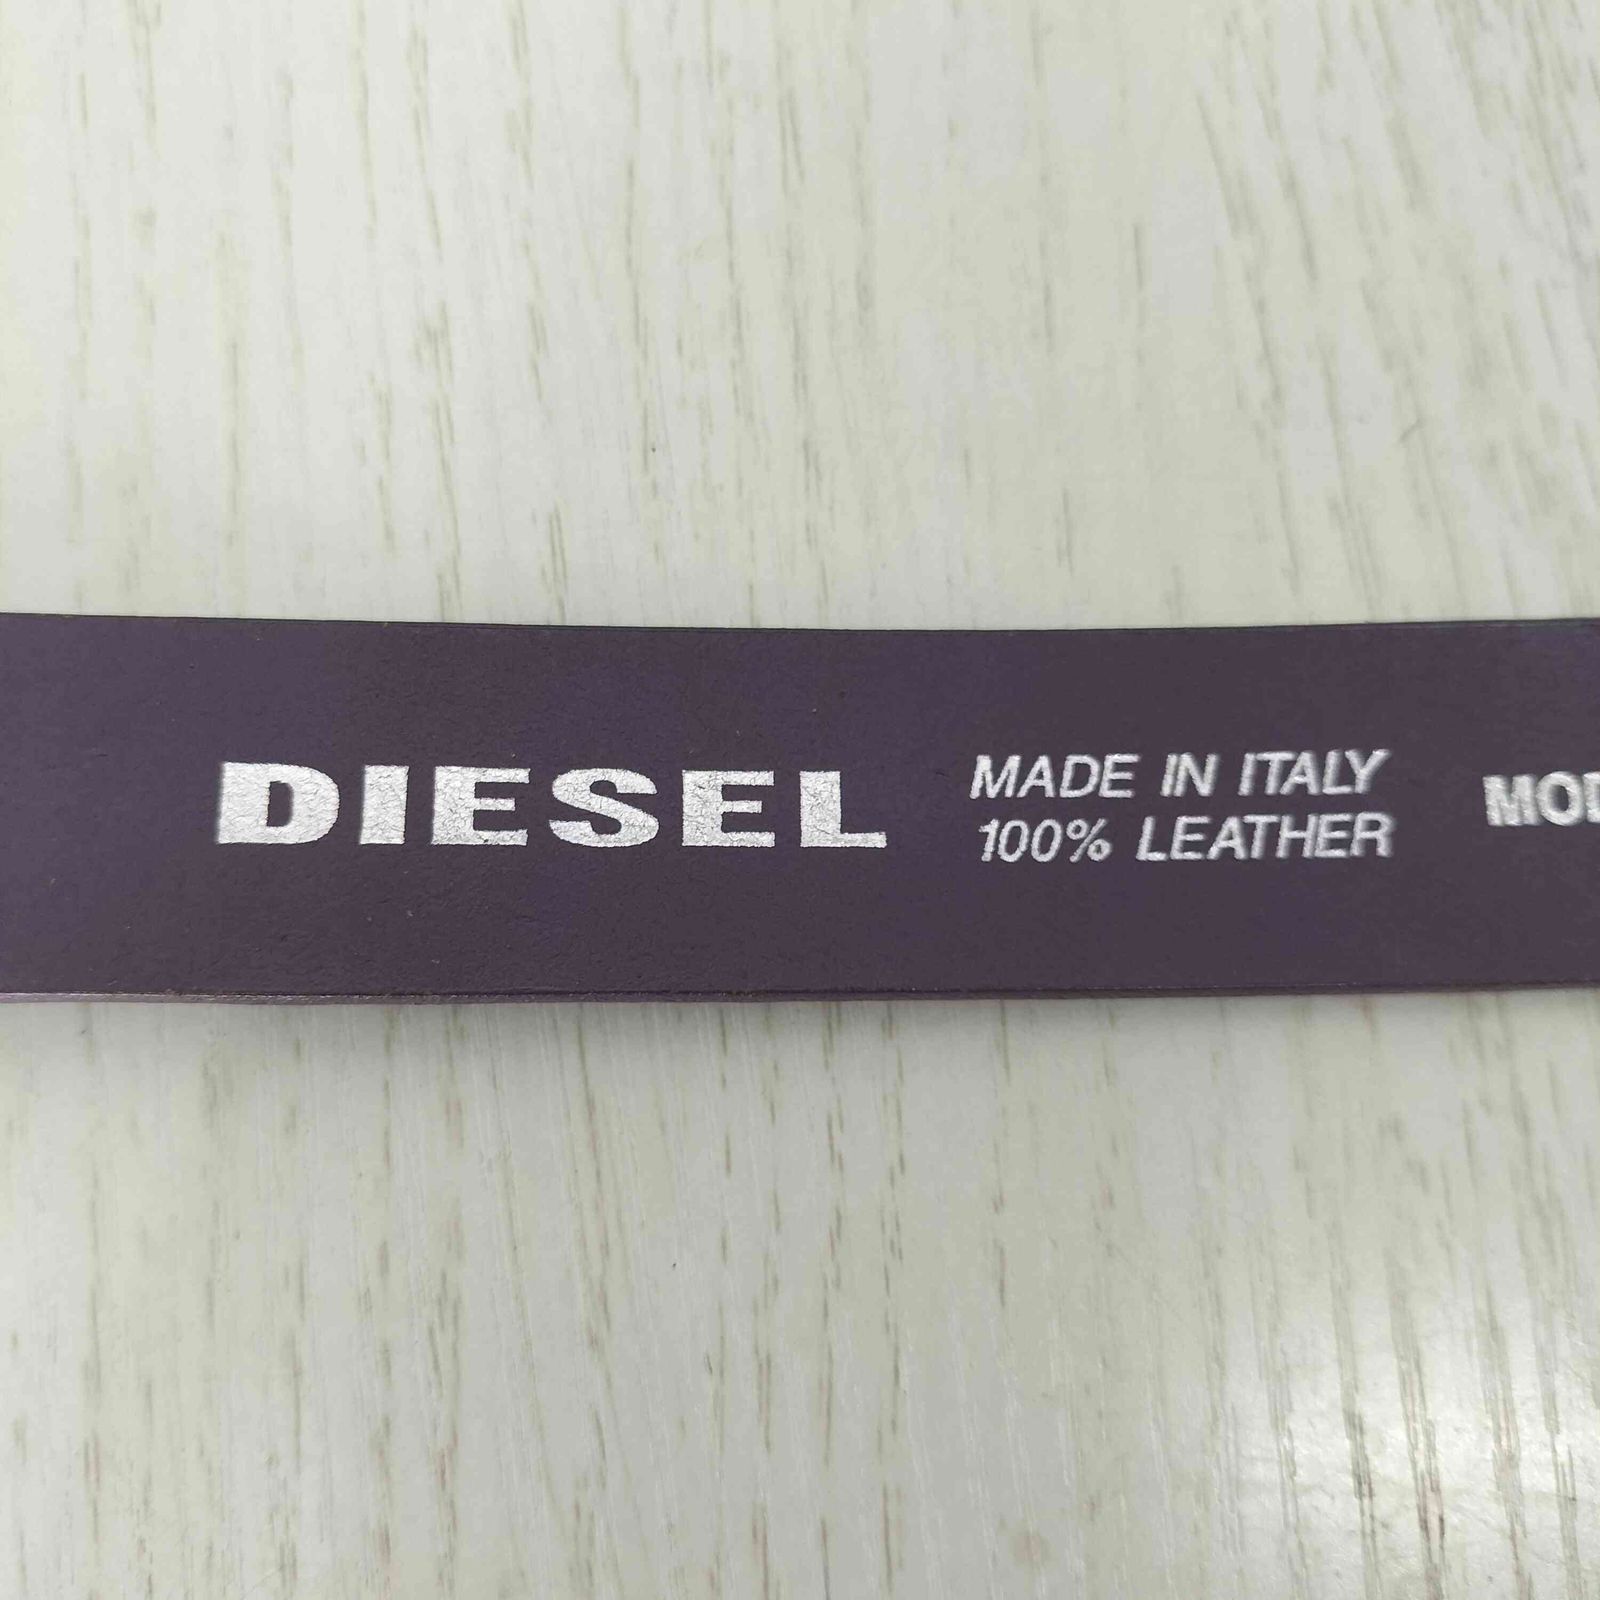 DIESEL
MADE IN ITALY
100% LEATHER